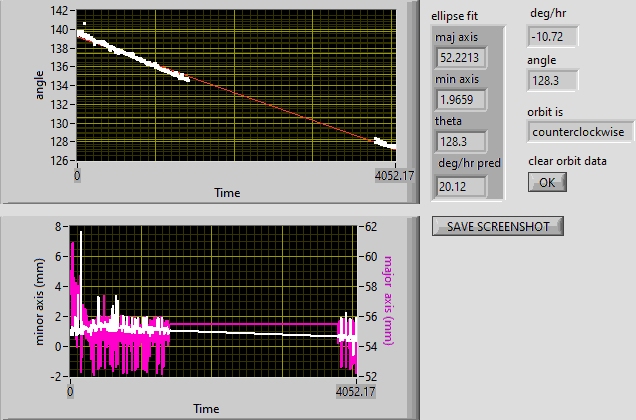 142
140
138
136
134
132
130
128
126
angle
0
4052.17
Time
ellipse fit
maj axis
52.2213
min axis
1.9659
theta
128.3
deg/hr pred
20.12
deg/hr
-10.72
angle
128.3
orbit is
counterclockwise
clear orbit data
OK
SAVE SCREENSHOT
8
6
4
2
0
-2
minor axis (mm)
62
60
58
56
54
52
major axis (mm)
0
4052.17
Time